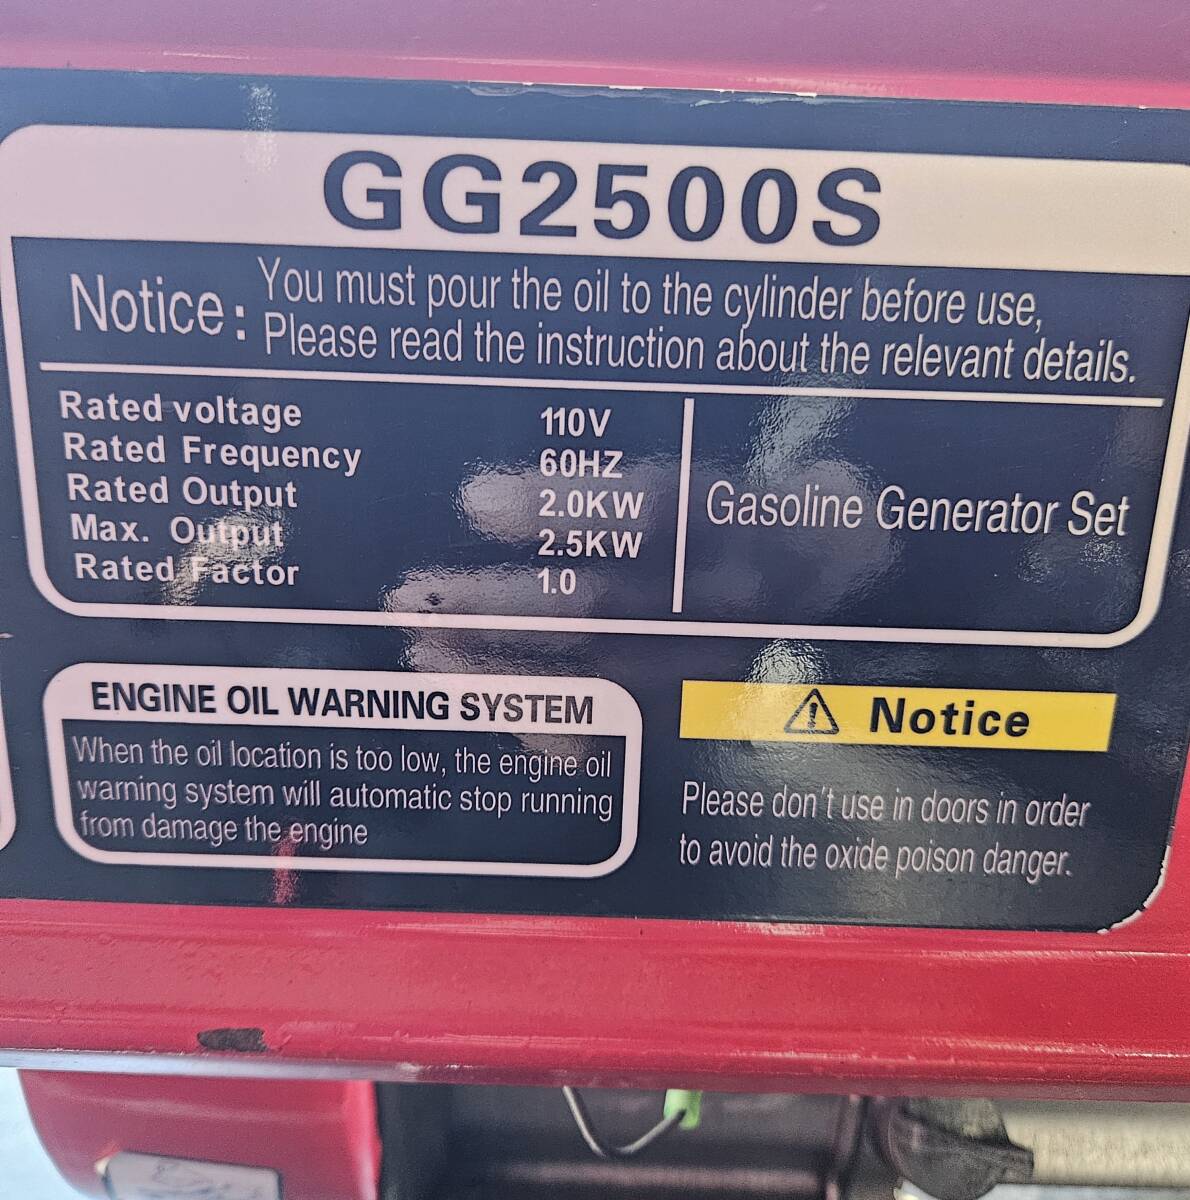 GG2500S
Notice: You must pour the oil to the cylinder before use,
Please read the instruction about the relevant details.
Rated voltage 110V
Rated Frequency 60HZ
Rated Output 2.0KW
Max. Output 2.5KW
Rated Factor 1.0
Gasoline Generator Set
ENGINE OIL WARNING SYSTEM
When the oil location is too low, the engine oil
warning system will automatic stop running
from damage the engine
Notice
Please don't use in doors in order
to avoid the oxide poison danger.